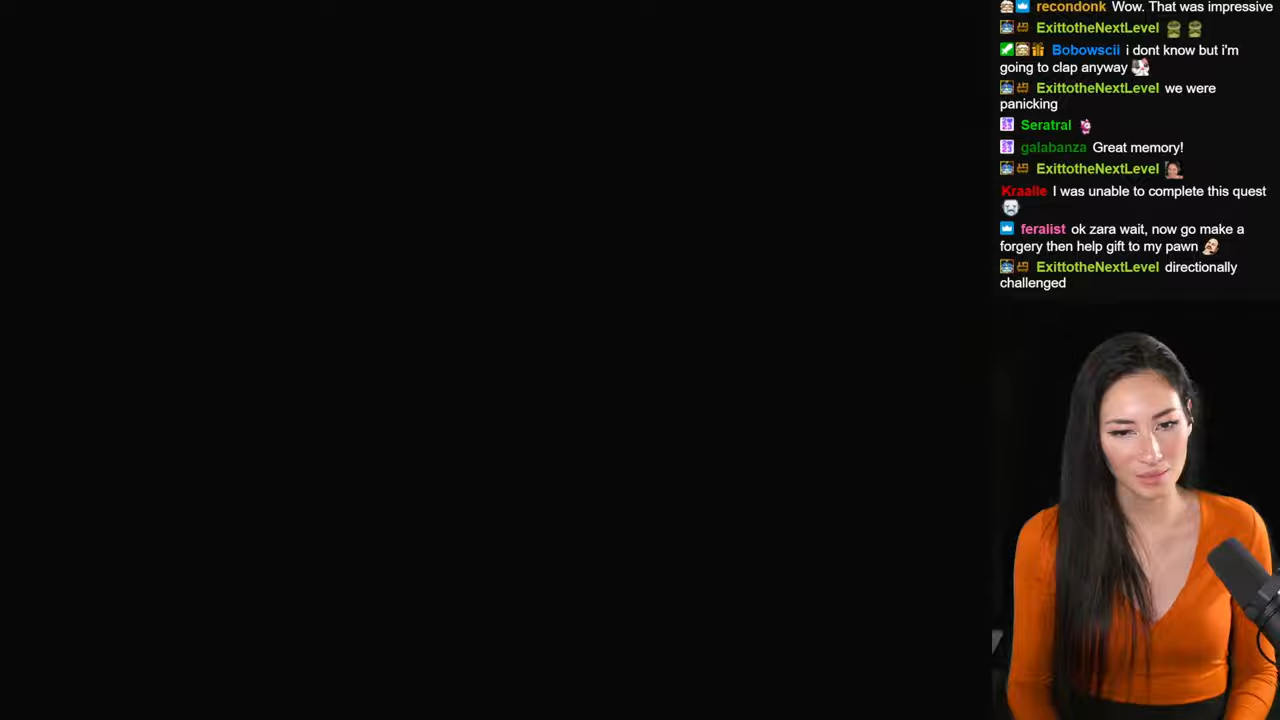 recondonk Wow. That was impressive
ExittotheNextLevel
Bobowscii i dont know but i'm
going to clap anyway
ExittotheNextLevel we were
panicking
Seratral
galabanza Great memory!
ExittotheNextLevel
Kraalle I was unable to complete this quest
feralist ok zara wait, now go make a
forgery then help gift to my pawn
ExittotheNextLevel directionally
challenged